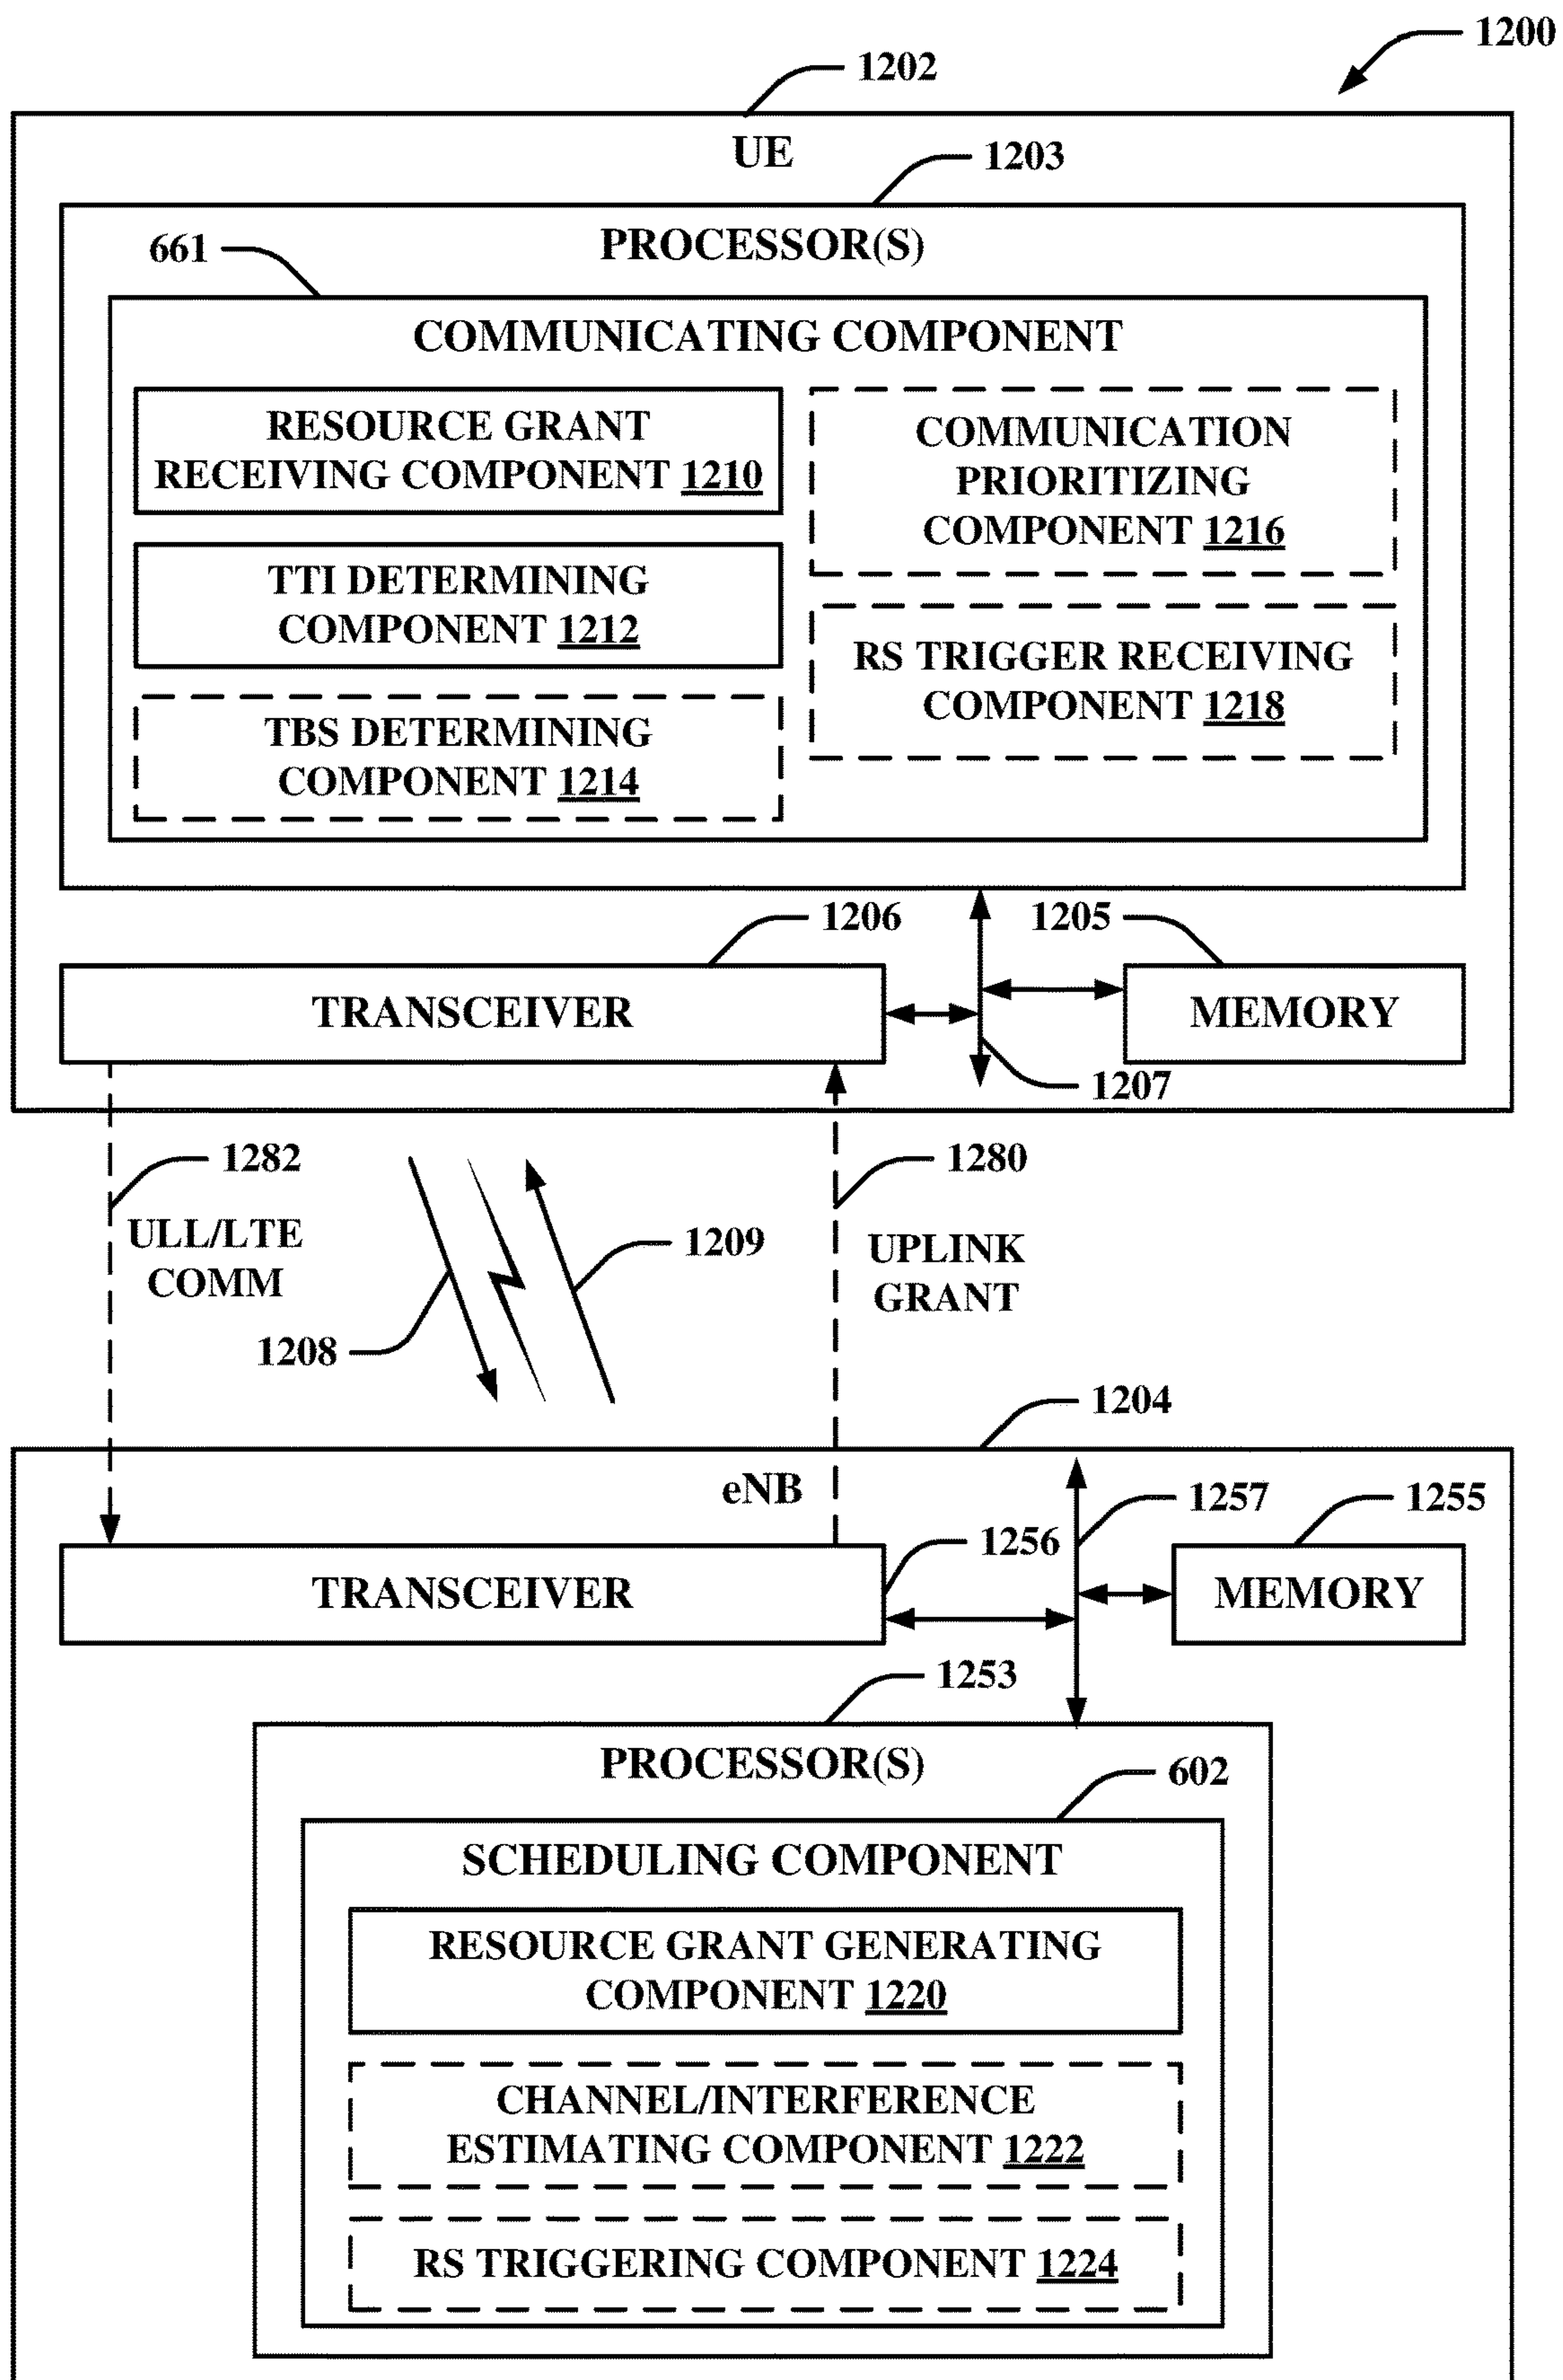 1200
1202
UE
1203
PROCESSOR(S)
661
COMMUNICATING COMPONENT
RESOURCE GRANT
RECEIVING COMPONENT 1210
TTI DETERMINING
COMPONENT 1212
TBS DETERMINING
COMPONENT 1214
COMMUNICATION
PRIORITIZING
COMPONENT 1216
RS TRIGGER RECEIVING
COMPONENT 1218
1206
1205
TRANSCEIVER
MEMORY
1207
1282
ULL/LTE
COMM
1208
1209
1280
UPLINK
GRANT
1204
eNB
1257
1255
1256
TRANSCEIVER
MEMORY
1253
PROCESSOR(S)
602
SCHEDULING COMPONENT
RESOURCE GRANT GENERATING
COMPONENT 1220
CHANNEL/INTERFERENCE
ESTIMATING COMPONENT 1222
RS TRIGGERING COMPONENT 1224